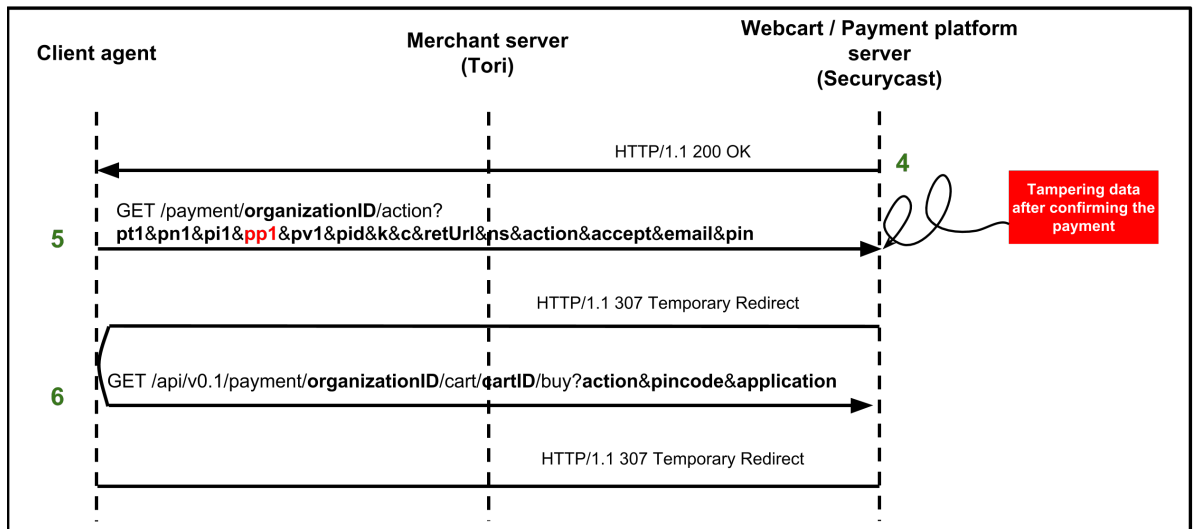 Client agent
Merchant server
(Tori)
Webcart / Payment platform
server
(Securycast)
HTTP/1.1 200 OK
4
Tampering data
after confirming the
payment
5
GET /payment/organizationID/action?
pt1&pn1&pi1&pp1&pv1&pid&k&c&retUrl&ns&action&accept&email&pin
HTTP/1.1 307 Temporary Redirect
6
GET /api/v0.1/payment/organizationID/cart/cartID/buy?action&pincode&application
HTTP/1.1 307 Temporary Redirect